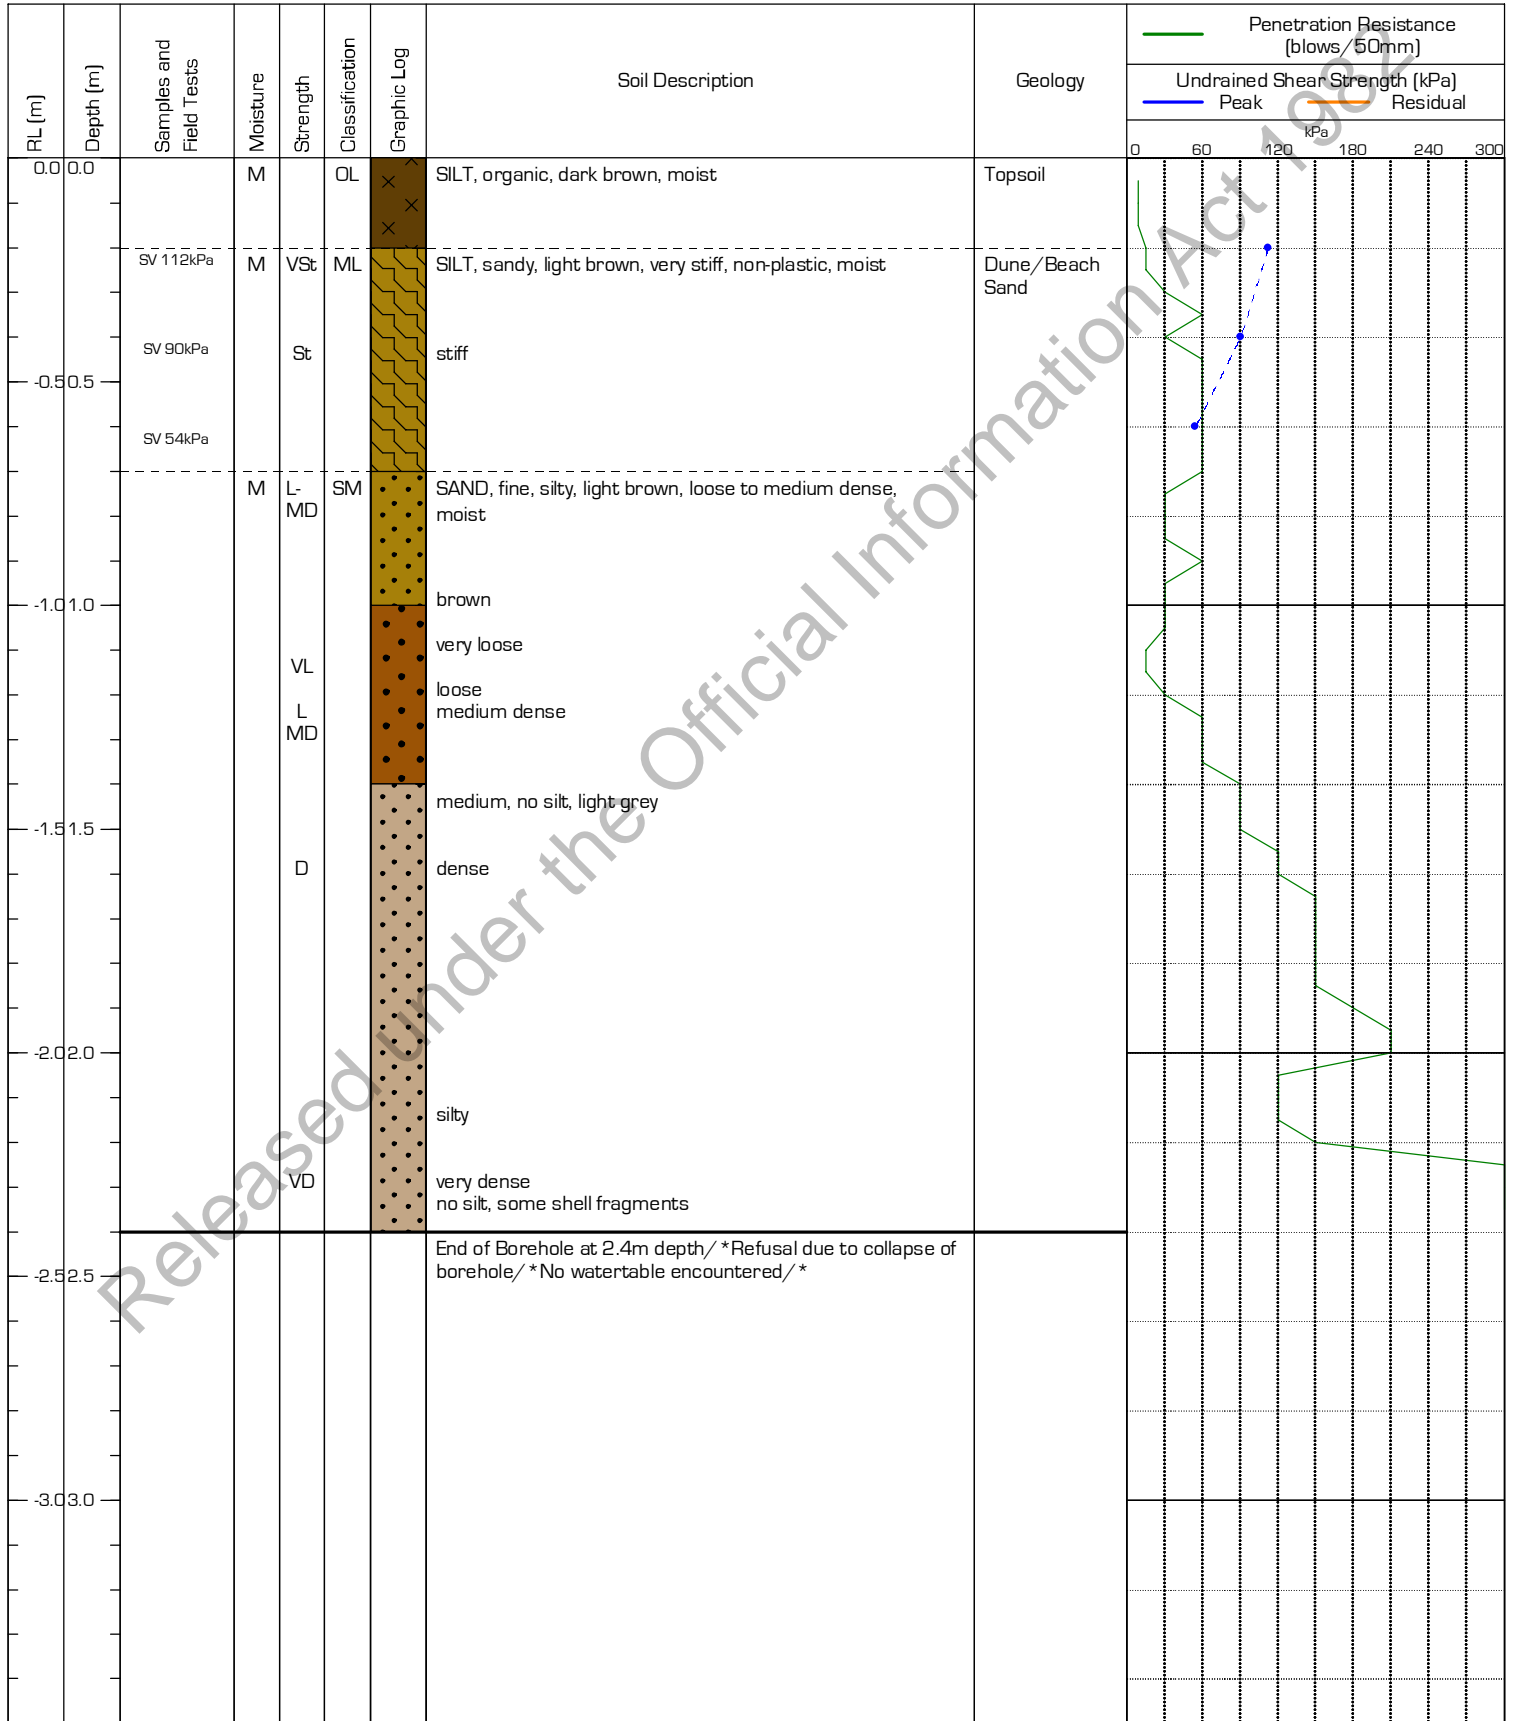 RL (m)
Depth (m)
Samples and
Field Tests
Moisture
Strength
Classification
Graphic Log
Soil Description
Geology
Penetration Resistance
(blows/50mm)
Undrained Shear Strength (kPa)
Peak
Residual
kPa
0 60 120 180 240 300
0.0 0.0
M
OL
SILT, organic, dark brown, moist
Topsoil
SV 112kPa
M
VSt
ML
SILT, sandy, light brown, very stiff, non-plastic, moist
Dune/Beach
Sand
SV 90kPa
St
stiff
-0.5 0.5
SV 54kPa
M
L-
MD
SM
SAND, fine, silty, light brown, loose to medium dense,
moist
brown
-1.0 1.0
very loose
VL
loose
L
medium dense
MD
medium, no silt, light grey
-1.5 1.5
D
dense
-2.0 2.0
silty
VD
very dense
no silt, some shell fragments
End of Borehole at 2.4m depth/*Refusal due to collapse of
borehole/*No watertable encountered/*
-2.5 2.5
-3.0 3.0
Released under the Official Information Act 1982